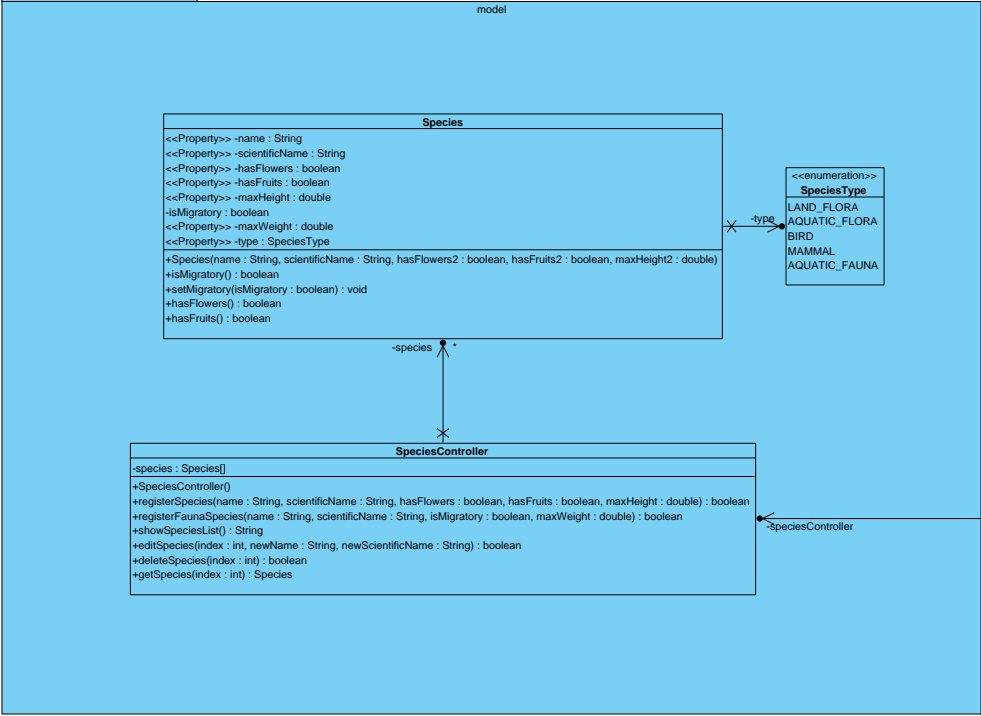 model
Species
<<Property>> -name : String
<<Property>> -scientificName : String
<<Property>> -hasFlowers : boolean
<<Property>> -hasFruits : boolean
<<Property>> -maxHeight : double
-isMigratory : boolean
<<Property>> -maxWeight : double
<<Property>> -type : SpeciesType
+Species(name : String, scientificName : String, hasFlowers2 : boolean, hasFruits2 : boolean, maxHeight2 : double)
+isMigratory() : boolean
+setMigratory(isMigratory : boolean) : void
+hasFlowers() : boolean
+hasFruits() : boolean
-type
<<enumeration>>
SpeciesType
LAND_FLORA
AQUATIC_FLORA
BIRD
MAMMAL
AQUATIC_FAUNA
-species *
SpeciesController
-species : Species[]
+SpeciesController()
+registerSpecies(name : String, scientificName : String, hasFlowers : boolean, hasFruits : boolean, maxHeight : double) : boolean
+registerFaunaSpecies(name : String, scientificName : String, isMigratory : boolean, maxWeight : double) : boolean
+showSpeciesList() : String
+editSpecies(index : int, newName : String, newScientificName : String) : boolean
+deleteSpecies(index : int) : boolean
+getSpecies(index : int) : Species
-speciesController